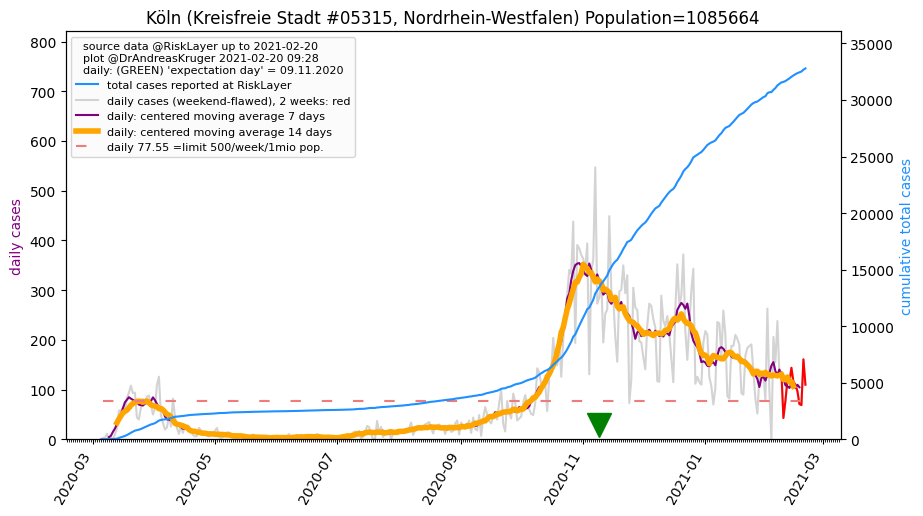 Köln (Kreisfreie Stadt #05315, Nordrhein-Westfalen) Population=1085664
source data @RiskLayer up to 2021-02-20
plot @DrAndreasKruger 2021-02-20 09:28
daily: (GREEN) 'expectation day' = 09.11.2020
total cases reported at RiskLayer
daily cases (weekend-flawed), 2 weeks: red
daily: centered moving average 7 days
daily: centered moving average 14 days
daily 77.55 =limit 500/week/1mio pop.
daily cases
800
700
600
500
400
300
200
100
0
cumulative total cases
35000
30000
25000
20000
15000
10000
5000
0
2020-03
2020-05
2020-07
2020-09
2020-11
2021-01
2021-03